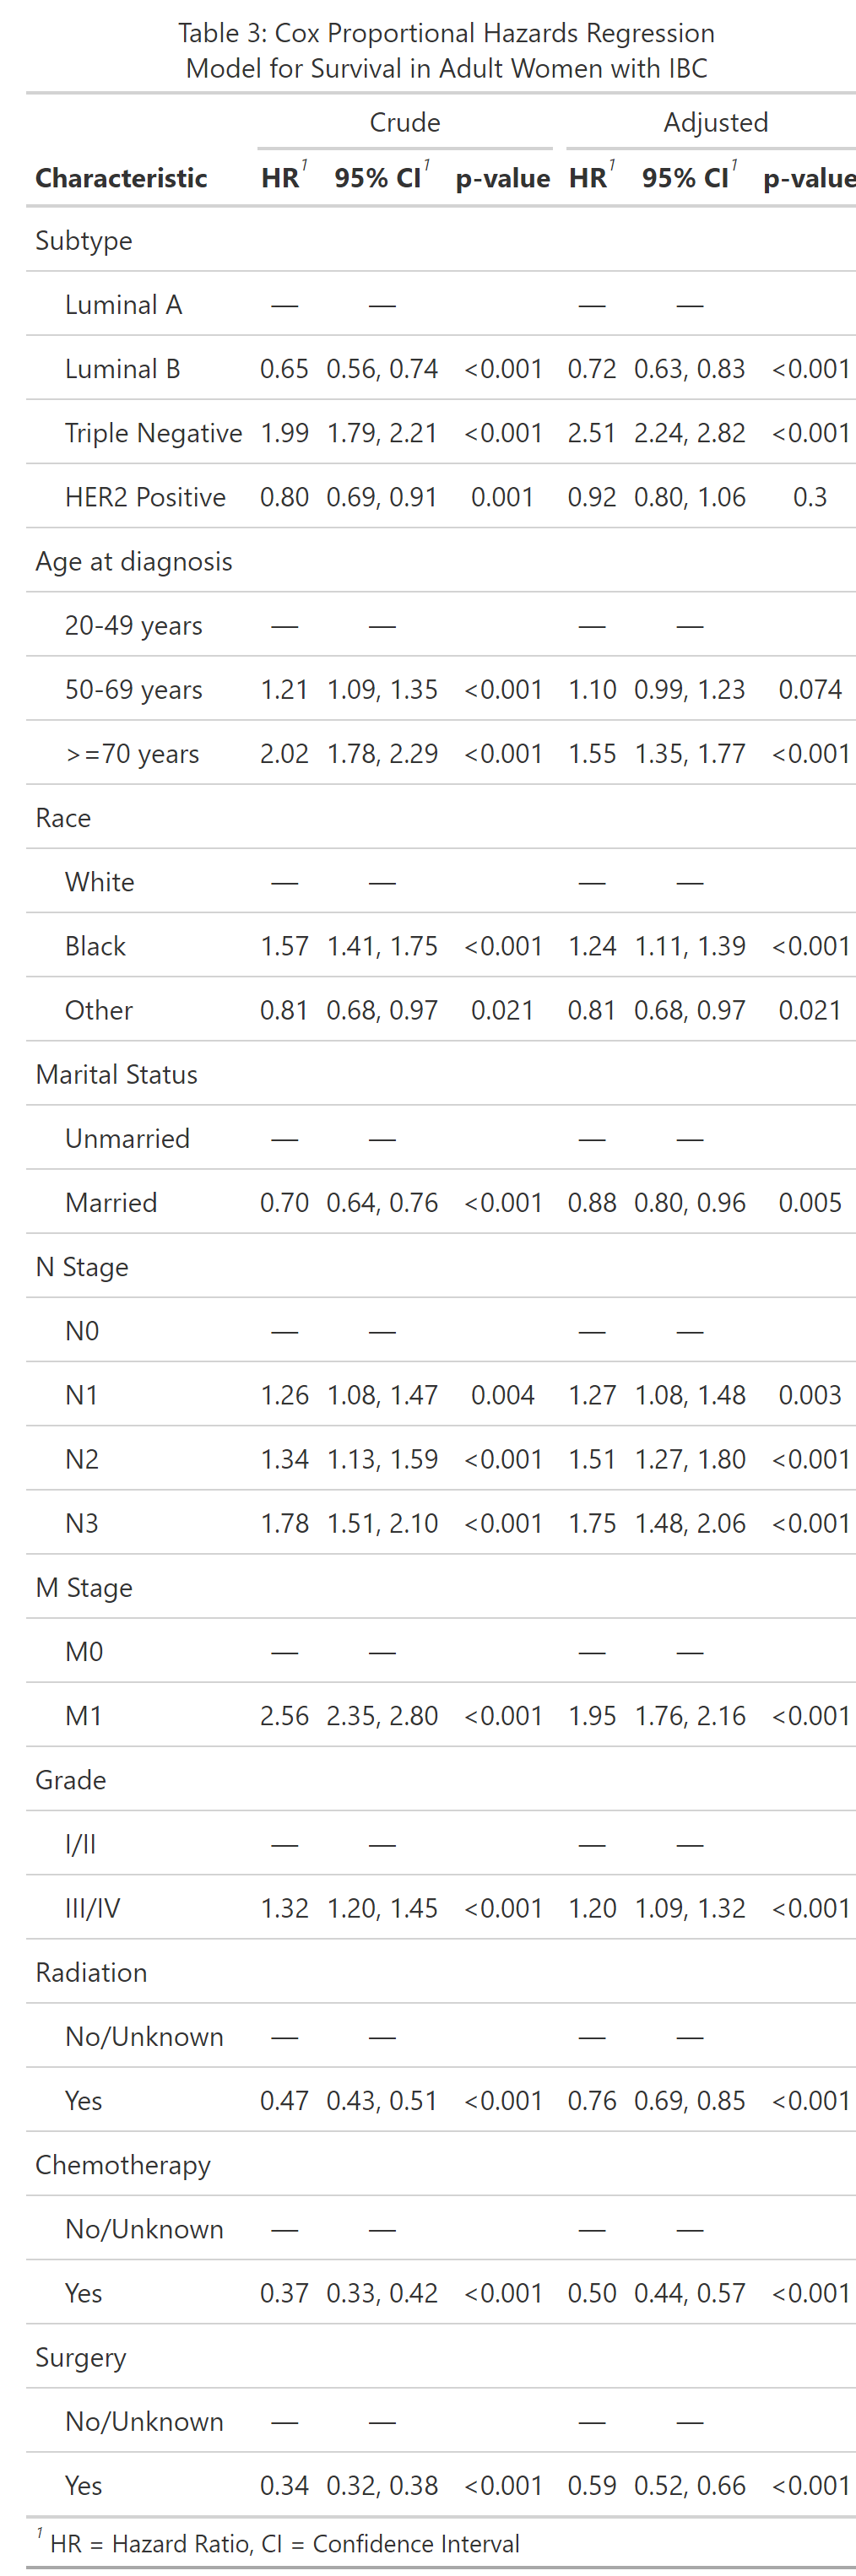 Table 3: Cox Proportional Hazards Regression
Model for Survival in Adult Women with IBC
Crude Adjusted
Characteristic HR1 95% CI1 p-value HR1 95% CI1 p-value
Subtype
Luminal A — — — —
Luminal B 0.65 0.56, 0.74 <0.001 0.72 0.63, 0.83 <0.001
Triple Negative 1.99 1.79, 2.21 <0.001 2.51 2.24, 2.82 <0.001
HER2 Positive 0.80 0.69, 0.91 0.001 0.92 0.80, 1.06 0.3
Age at diagnosis
20-49 years — — — —
50-69 years 1.21 1.09, 1.35 <0.001 1.10 0.99, 1.23 0.074
>=70 years 2.02 1.78, 2.29 <0.001 1.55 1.35, 1.77 <0.001
Race
White — — — —
Black 1.57 1.41, 1.75 <0.001 1.24 1.11, 1.39 <0.001
Other 0.81 0.68, 0.97 0.021 0.81 0.68, 0.97 0.021
Marital Status
Unmarried — — — —
Married 0.70 0.64, 0.76 <0.001 0.88 0.80, 0.96 0.005
N Stage
N0 — — — —
N1 1.26 1.08, 1.47 0.004 1.27 1.08, 1.48 0.003
N2 1.34 1.13, 1.59 <0.001 1.51 1.27, 1.80 <0.001
N3 1.78 1.51, 2.10 <0.001 1.75 1.48, 2.06 <0.001
M Stage
M0 — — — —
M1 2.56 2.35, 2.80 <0.001 1.95 1.76, 2.16 <0.001
Grade
I/II — — — —
III/IV 1.32 1.20, 1.45 <0.001 1.20 1.09, 1.32 <0.001
Radiation
No/Unknown — — — —
Yes 0.47 0.43, 0.51 <0.001 0.76 0.69, 0.85 <0.001
Chemotherapy
No/Unknown — — — —
Yes 0.37 0.33, 0.42 <0.001 0.50 0.44, 0.57 <0.001
Surgery
No/Unknown — — — —
Yes 0.34 0.32, 0.38 <0.001 0.59 0.52, 0.66 <0.001
1 HR = Hazard Ratio, CI = Confidence Interval